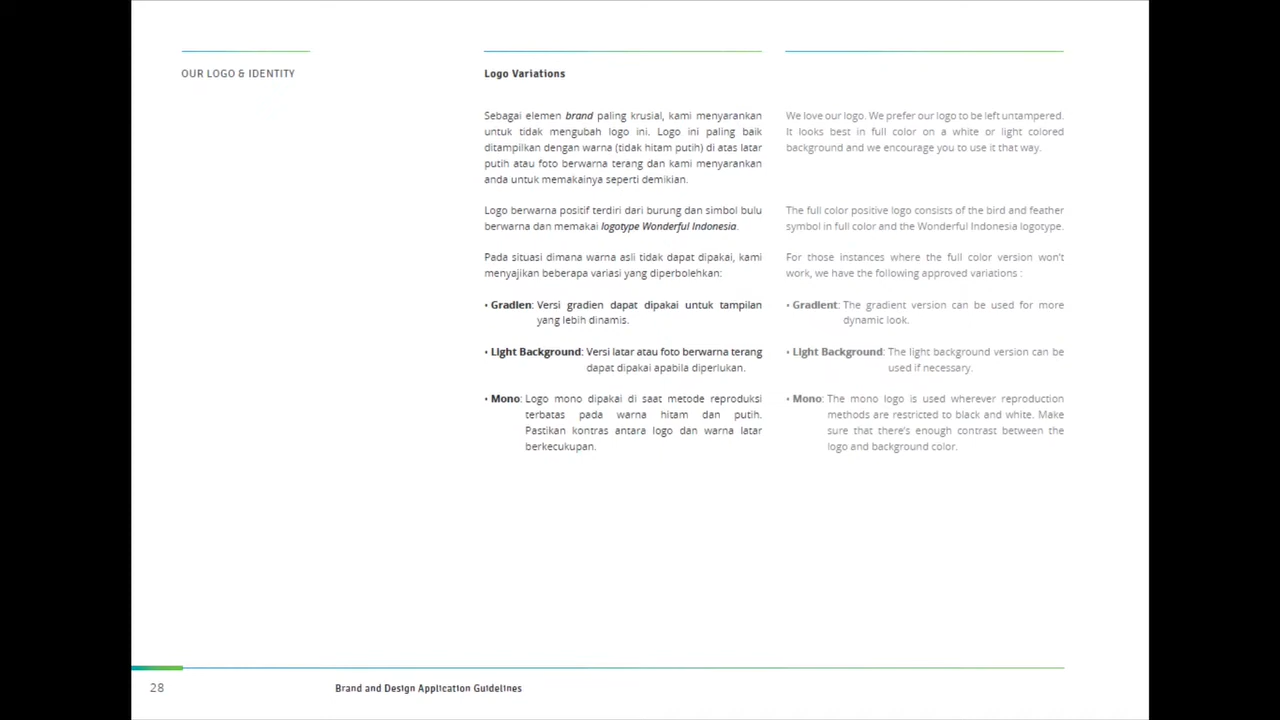 OUR LOGO & IDENTITY
Logo Variations
Sebagai elemen brand paling krusial, kami menyarankan
untuk tidak mengubah logo ini. Logo ini paling baik
ditampilkan dengan warna (tidak hitam putih) di atas latar
putih atau foto berwarna terang dan kami menyarankan
anda untuk memakainya seperti demikian.
Logo berwarna positif terdiri dari burung dan simbol bulu
berwarna dan memakai logotype Wonderful Indonesia.
Pada situasi dimana warna asli tidak dapat dipakai, kami
menyajikan beberapa variasi yang diperbolehkan:
• Gradien: Versi gradien dapat dipakai untuk tampilan
yang lebih dinamis.
• Light Background: Versi latar atau foto berwarna terang
dapat dipakai apabila diperlukan.
• Mono: Logo mono dipakai di saat metode reproduksi
terbatas pada warna hitam dan putih.
Pastikan kontras antara logo dan warna latar
berkecukupan.
We love our logo. We prefer our logo to be left untampered.
It looks best in full color on a white or light colored
background and we encourage you to use it that way.
The full color positive logo consists of the bird and feather
symbol in full color and the Wonderful Indonesia logotype.
For those instances where the full color version won't
work, we have the following approved variations :
• Gradient: The gradient version can be used for more
dynamic look.
• Light Background: The light background version can be
used if necessary.
• Mono: The mono logo is used wherever reproduction
methods are restricted to black and white. Make
sure that there's enough contrast between the
logo and background color.
28
Brand and Design Application Guidelines